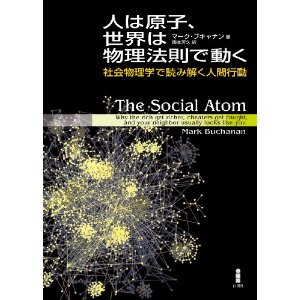 人は原子、
世界は
物理法則で動く
マーク・ブキャナン 著
社会物理学で読み解く人間行動
The Social Atom
Why the rich get richer, cheaters get caught,
and your neighbor usually looks like you
Mark Buchanan
白揚社